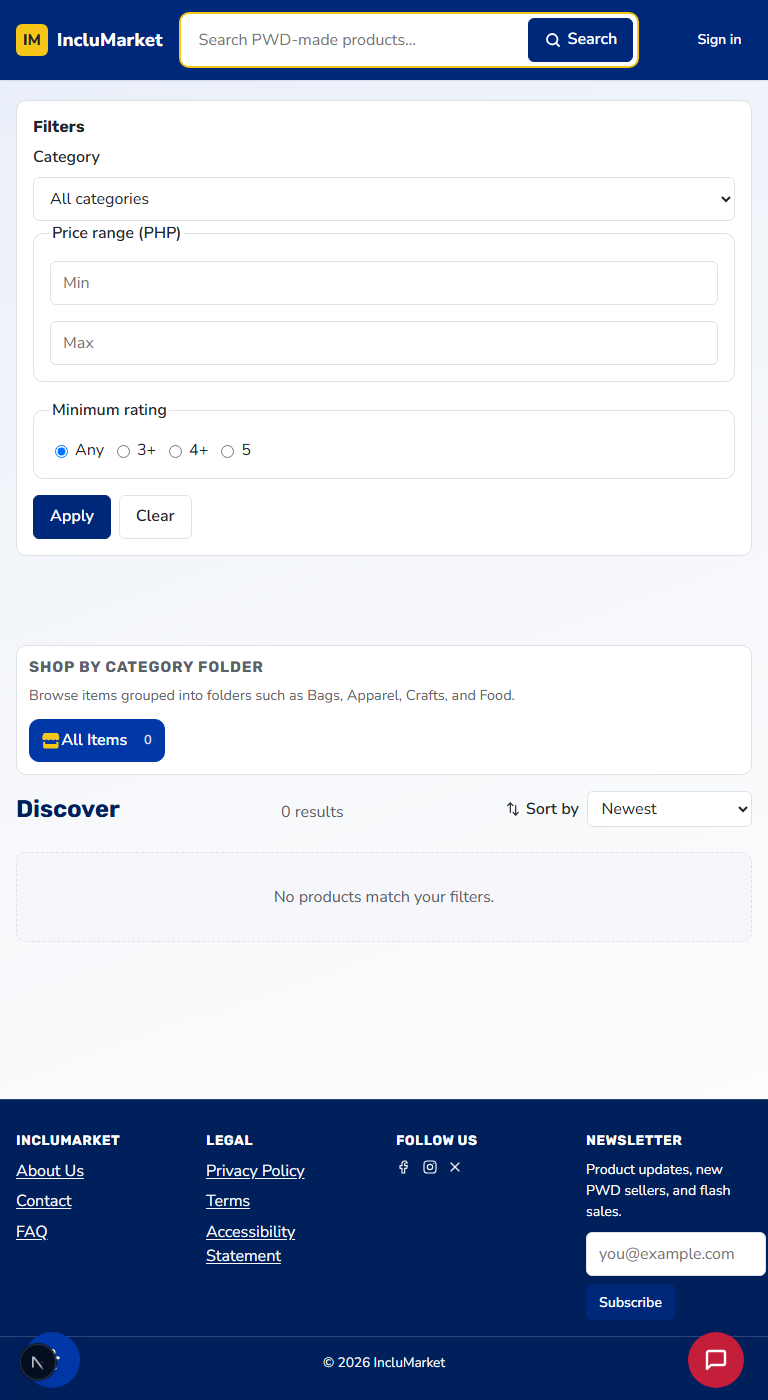 IM IncluMarket
Search PWD-made products...
Search
Sign in
Filters
Category
All categories
Price range (PHP)
Min
Max
Minimum rating
Any 3+ 4+ 5
Apply Clear
SHOP BY CATEGORY FOLDER
Browse items grouped into folders such as Bags, Apparel, Crafts, and Food.
All Items 0
Discover
0 results
Sort by Newest
No products match your filters.
INCLUMARKET
About Us
Contact
FAQ
LEGAL
Privacy Policy
Terms
Accessibility
Statement
FOLLOW US
NEWSLETTER
Product updates, new
PWD sellers, and flash
sales.
you@example.com
Subscribe
© 2026 IncluMarket